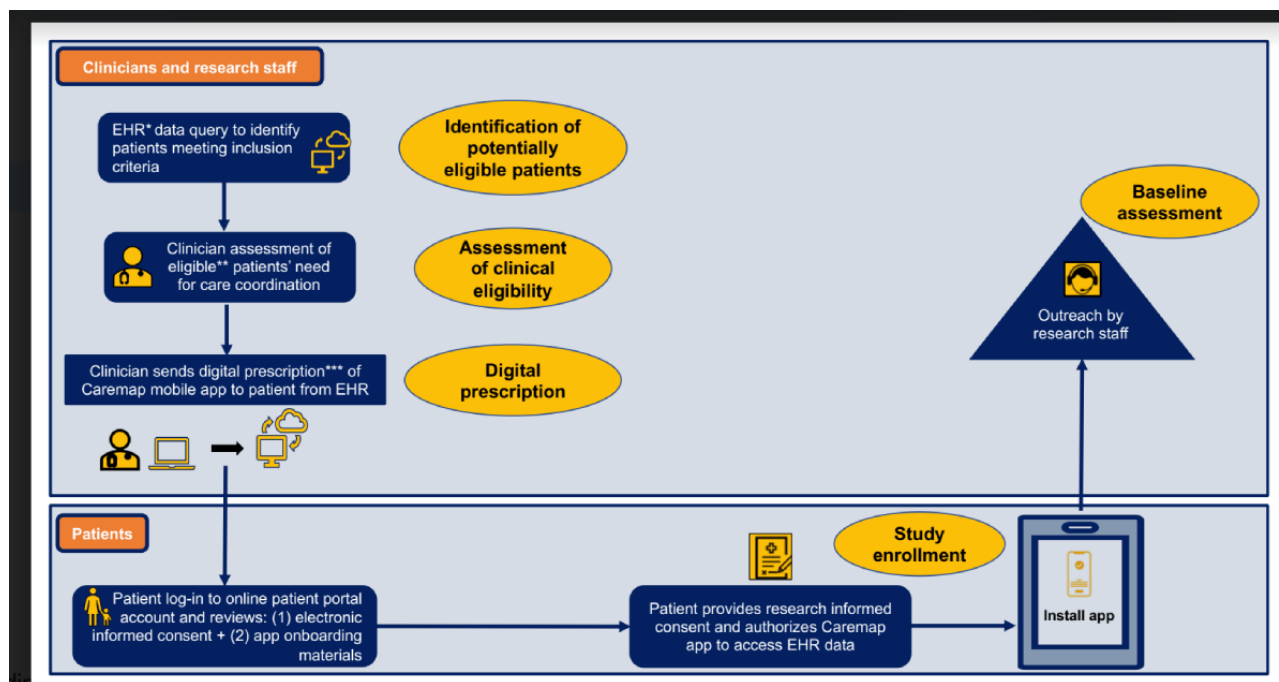 Clinicians and research staff
EHR* data query to identify
patients meeting inclusion
criteria
Identification of
potentially
eligible patients
Clinician assessment of
eligible** patients' need
for care coordination
Assessment
of clinical
eligibility
Clinician sends digital prescription*** of
Caremap mobile app to patient from EHR
Digital
prescription
Baseline
assessment
Outreach by
research staff
Patients
Patient log-in to online patient portal
account and reviews: (1) electronic
informed consent + (2) app onboarding
materials
Study
enrollment
Patient provides research informed
consent and authorizes Caremap
app to access EHR data
Install app